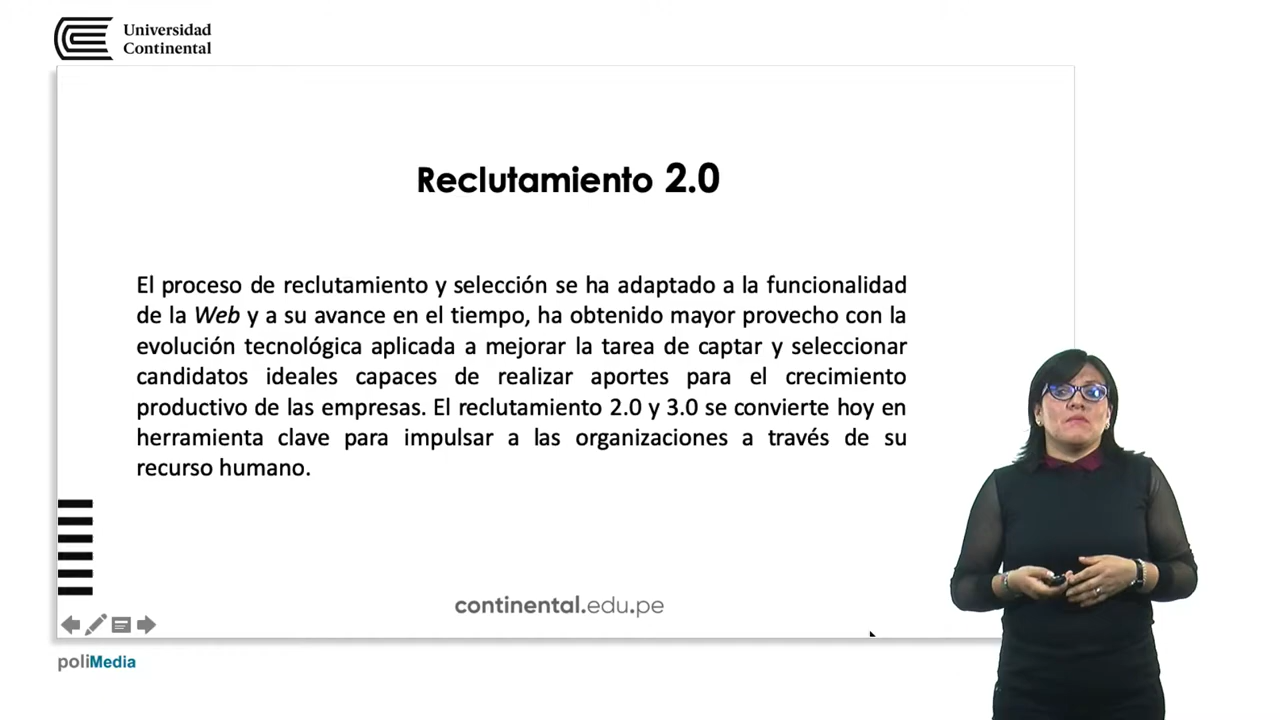 Universidad
Continental
Reclutamiento 2.0
El proceso de reclutamiento y selección se ha adaptado a la funcionalidad
de la Web y a su avance en el tiempo, ha obtenido mayor provecho con la
evolución tecnológica aplicada a mejorar la tarea de captar y seleccionar
candidatos ideales capaces de realizar aportes para el crecimiento
productivo de las empresas. El reclutamiento 2.0 y 3.0 se convierte hoy en
herramienta clave para impulsar a las organizaciones a través de su
recurso humano.
continental.edu.pe
poliMedia